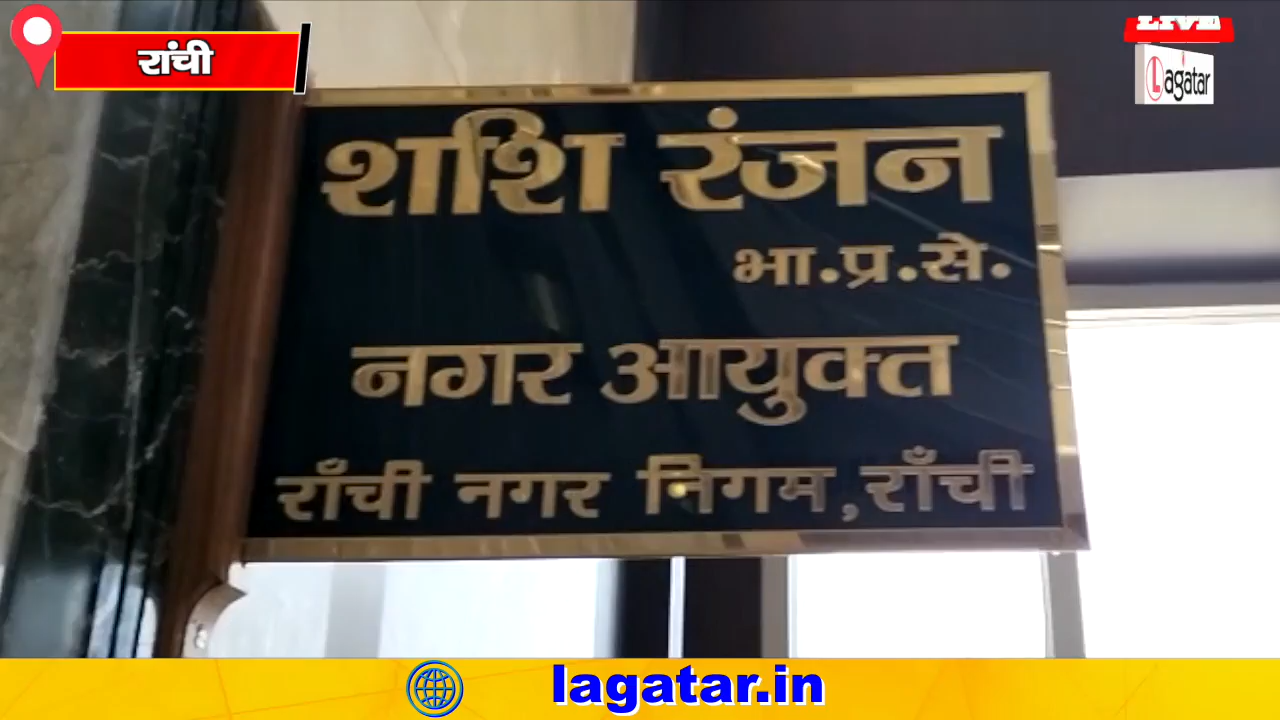 रांची
LIVE
Lagatar
शशि रंजन
भा.प्र.से.
नगर आयुक्त
राँची नगर निगम, राँची
lagatar.in